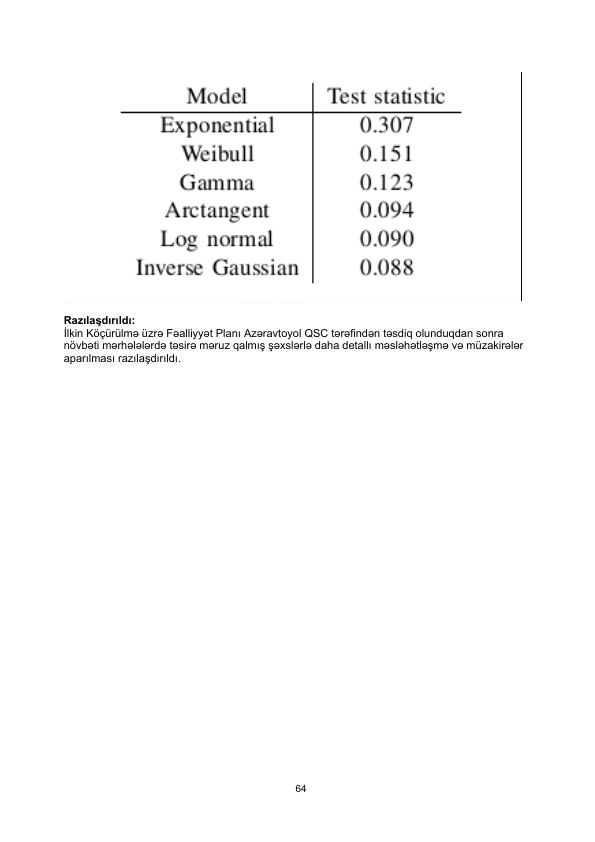 Model Test statistic
Exponential 0.307
Weibull 0.151
Gamma 0.123
Arctangent 0.094
Log normal 0.090
Inverse Gaussian 0.088
Razılaşdırıldı:
İlkin Köçürülmə üzrə Fəalliyyət Planı Azəravtoyol QSC tərəfindən təsdiq olunduqdan sonra
növbəti mərhələlərdə təsirə məruz qalmış şəxslərlə daha detallı məsləhətləşmə və müzakirələr
aparılması razılaşdırıldı.
64